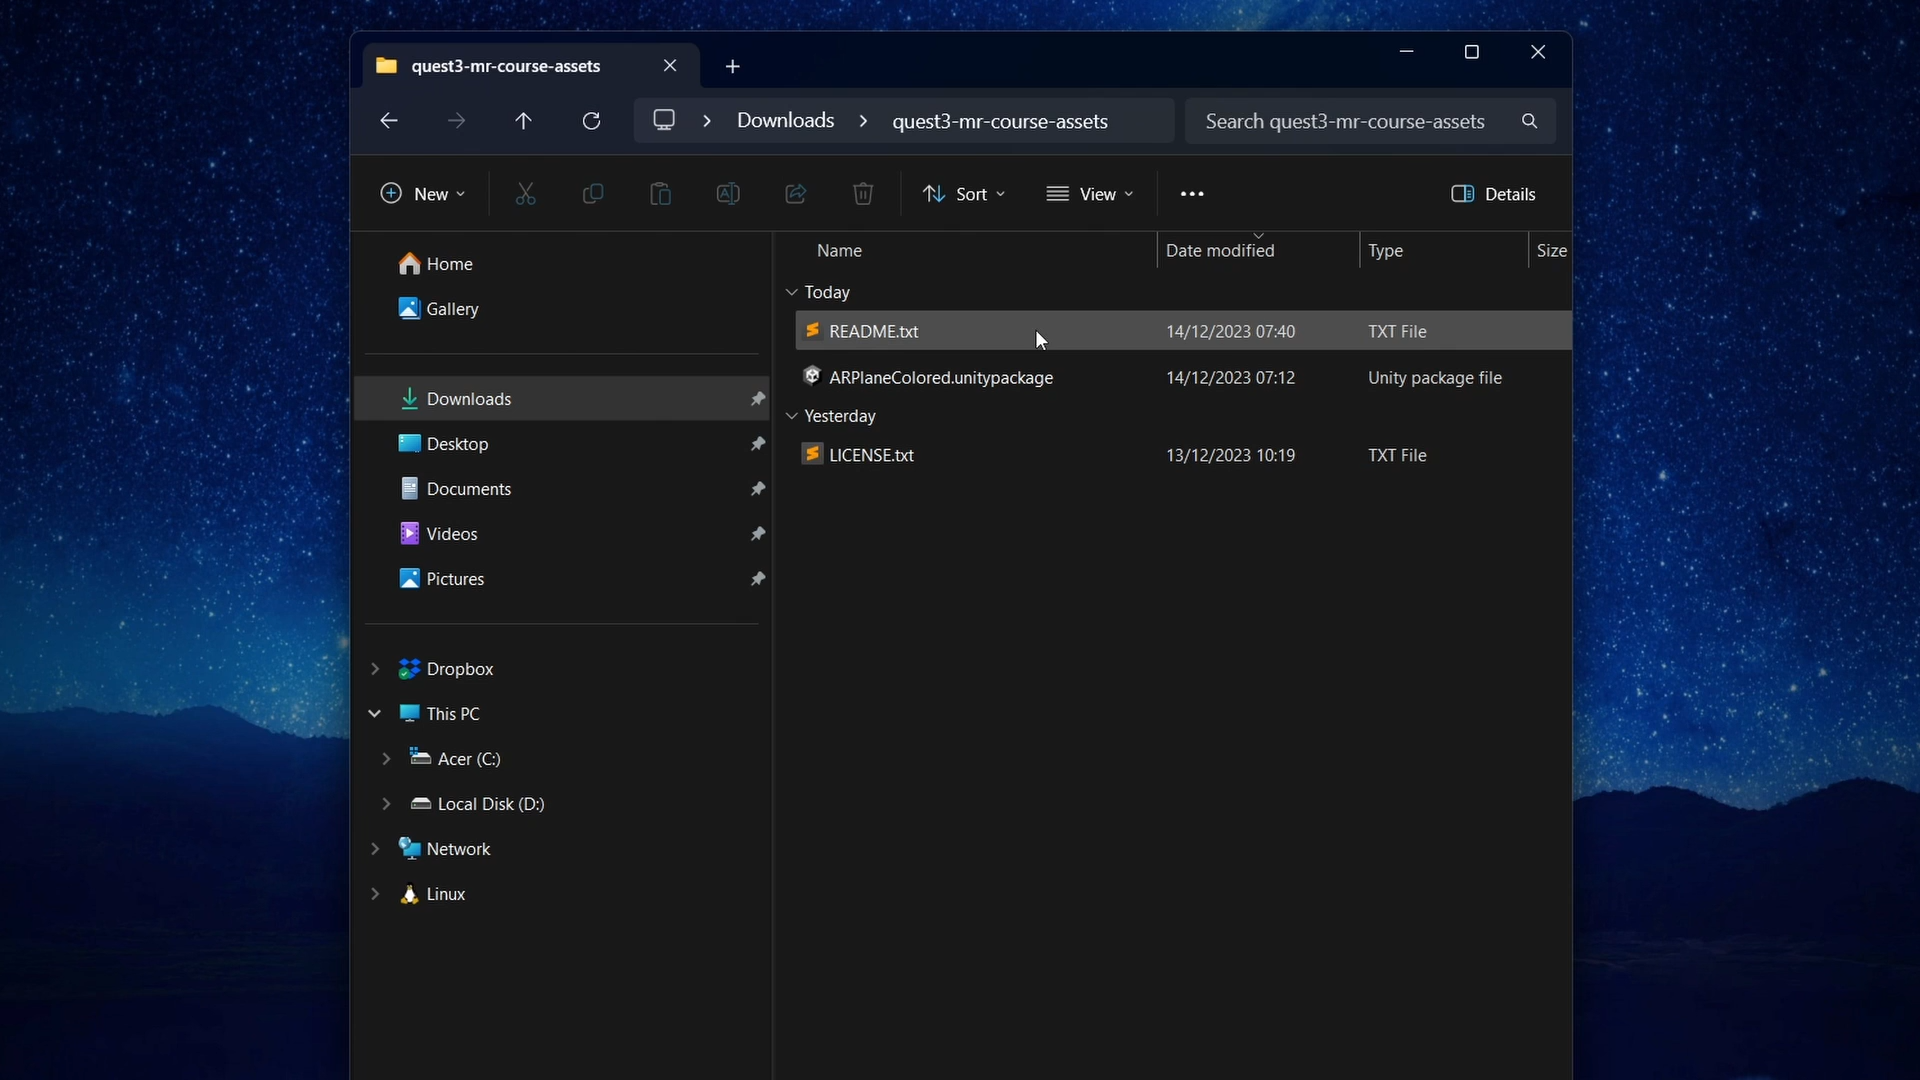 quest3-mr-course-assets
Downloads quest3-mr-course-assets
Search quest3-mr-course-assets
New Sort View Details
Home
Gallery
Downloads
Desktop
Documents
Videos
Pictures
Dropbox
This PC
Acer (C:)
Local Disk (D:)
Network
Linux
Name Date modified Type Size
Today
README.txt 14/12/2023 07:40 TXT File
ARPlaneColored.unitypackage 14/12/2023 07:12 Unity package file
Yesterday
LICENSE.txt 13/12/2023 10:19 TXT File